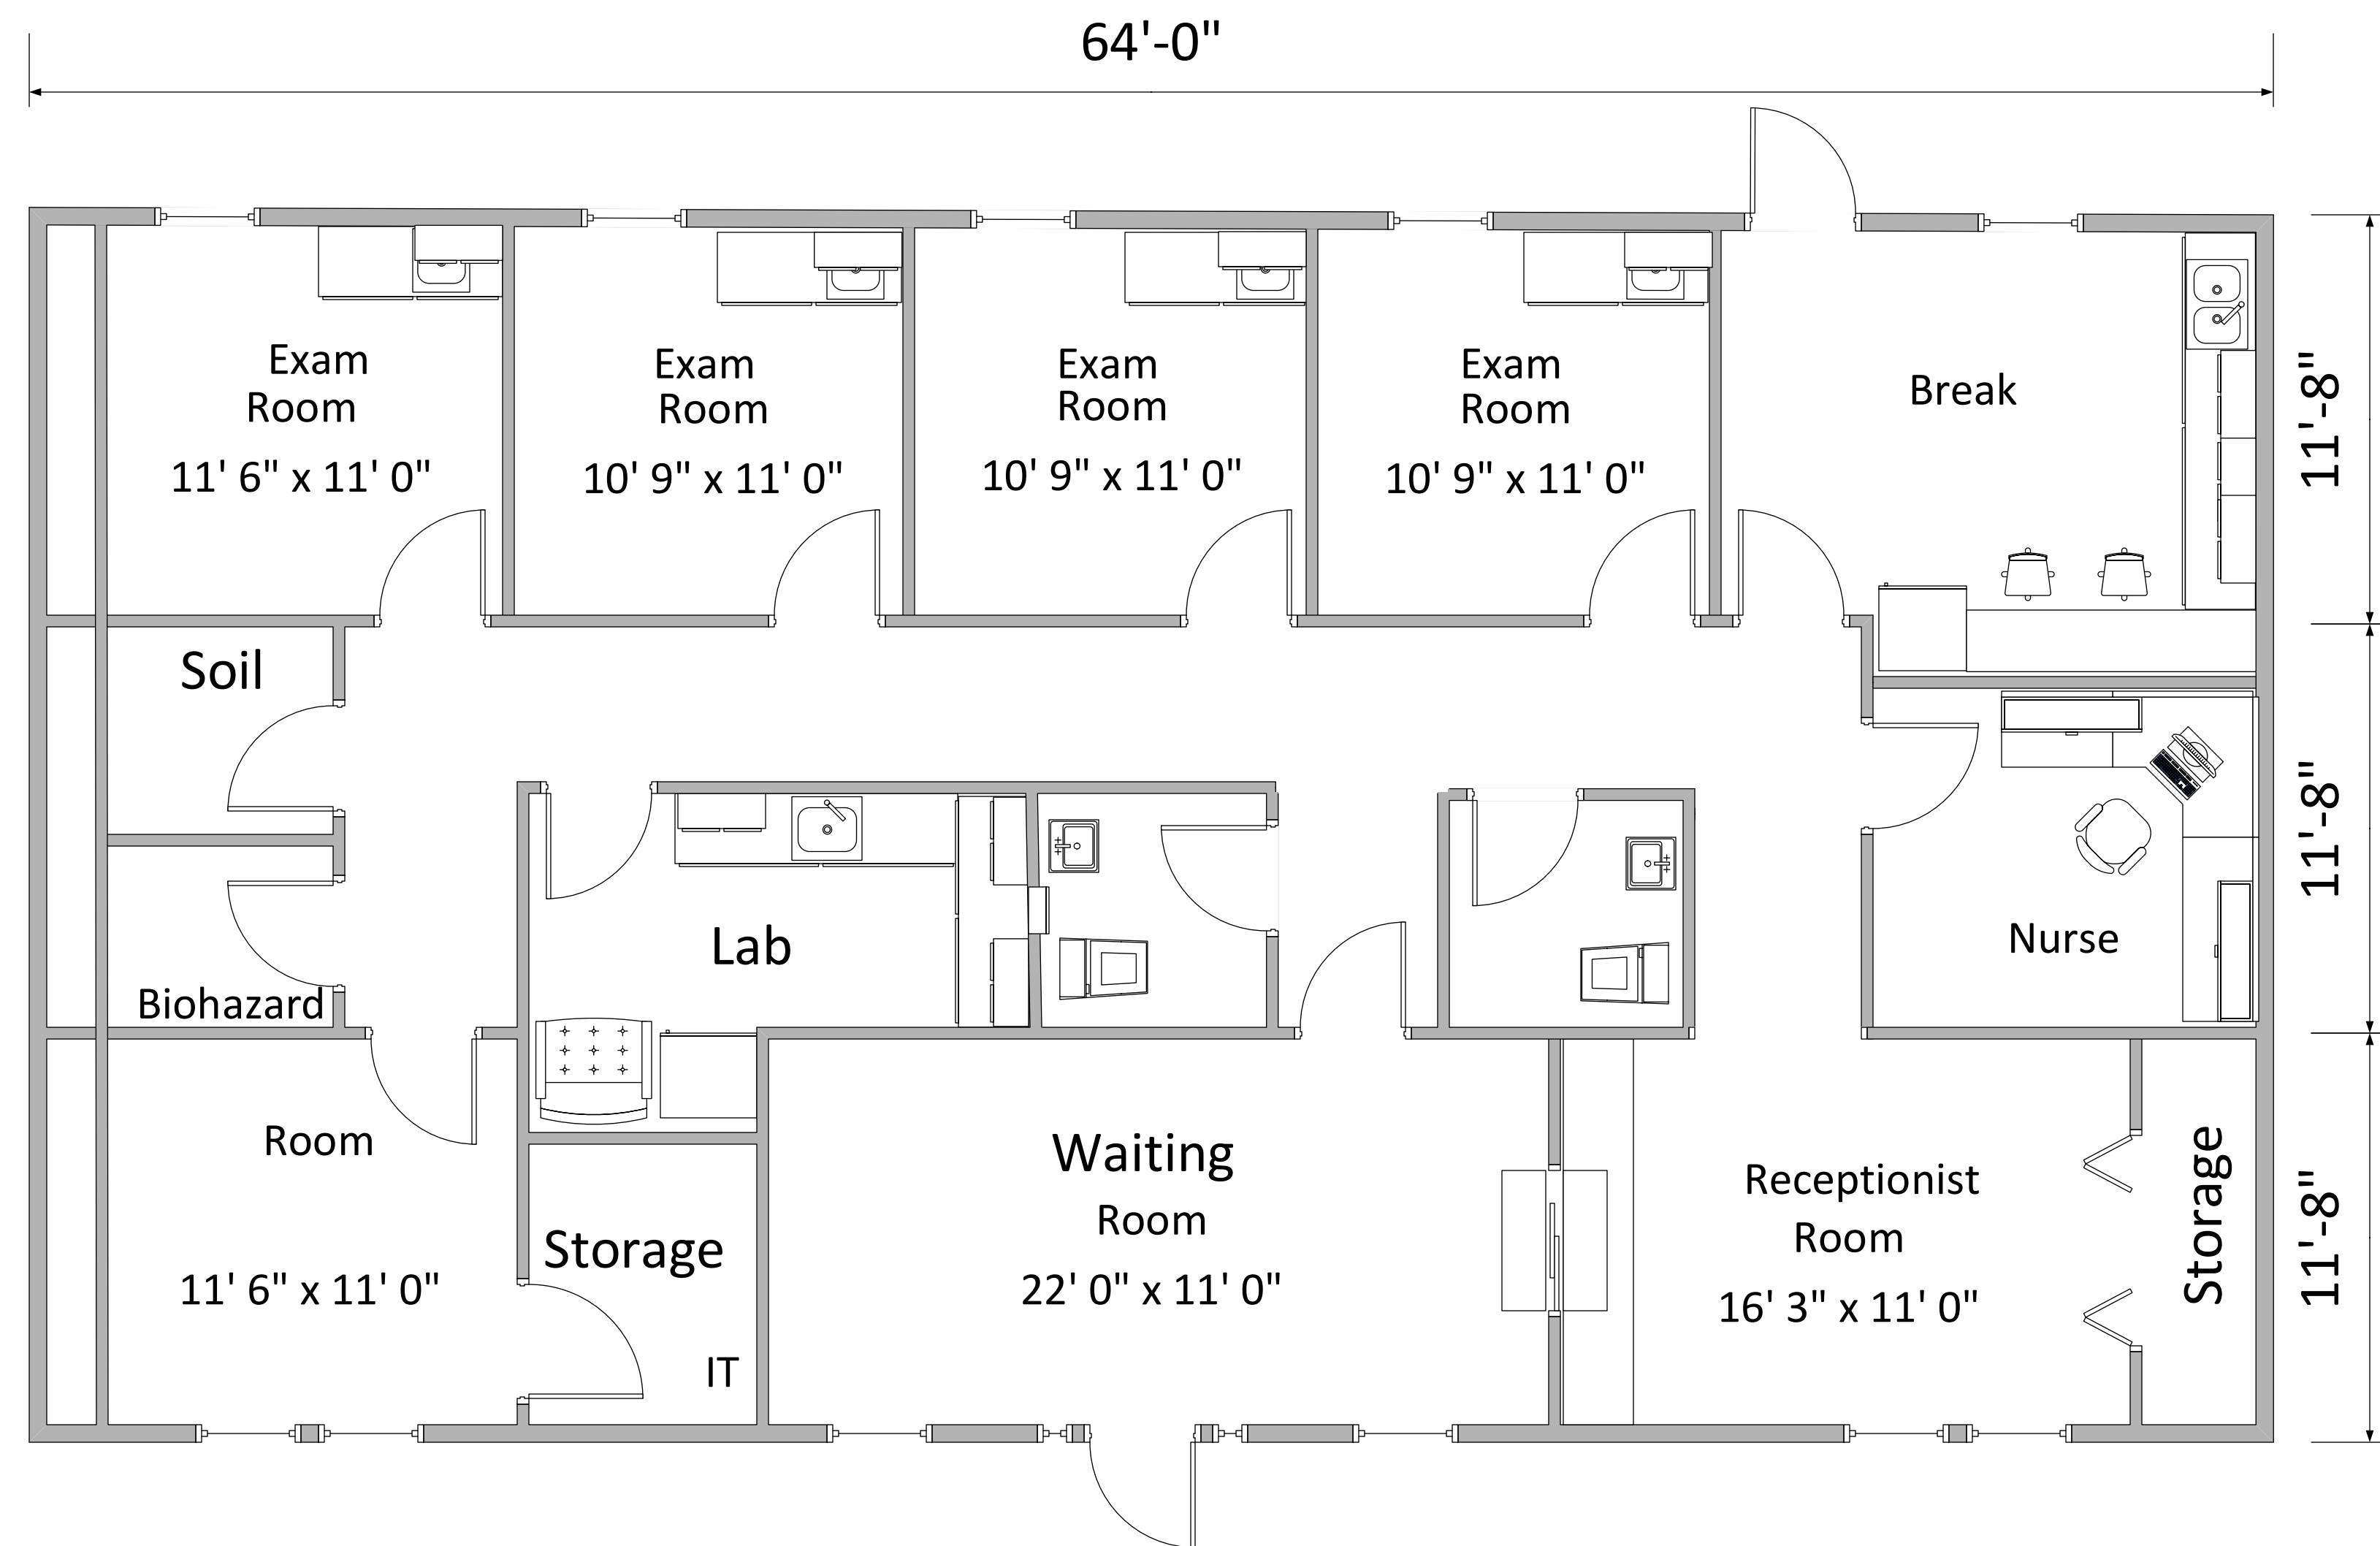 64'-0"
Exam
Room
11' 6" x 11' 0"
Exam
Room
10' 9" x 11' 0"
Exam
Room
10' 9" x 11' 0"
Exam
Room
10' 9" x 11' 0"
Break
11'-8"
Soil
Biohazard
Lab
Nurse
11'-8"
Room
11' 6" x 11' 0"
Storage
IT
Waiting
Room
22' 0" x 11' 0"
Receptionist
Room
16' 3" x 11' 0"
Storage
11'-8"